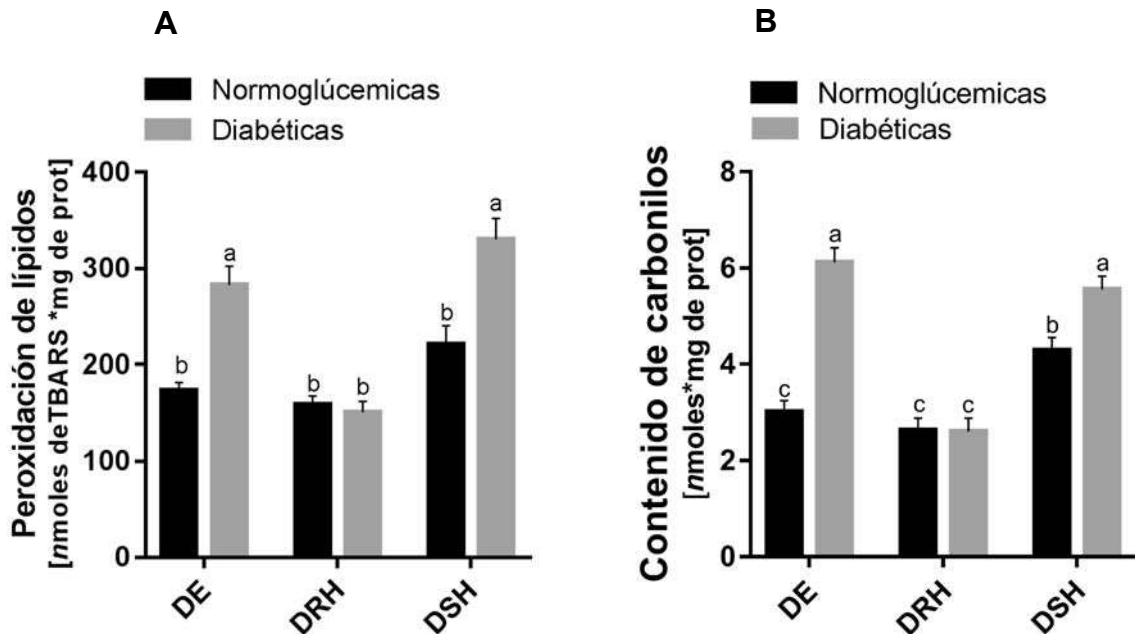 A
Normoglúcemicas
Diabéticas
Peroxidación de lípidos
[nmoles deTBARS *mg de prot]
400
300
200
100
0
b
a
b
b
b
a
DE
DRH
DSH
B
Normoglúcemicas
Diabéticas
Contenido de carbonilos
[nmoles*mg de prot]
8
6
4
2
0
c
a
c
c
b
a
DE
DRH
DSH